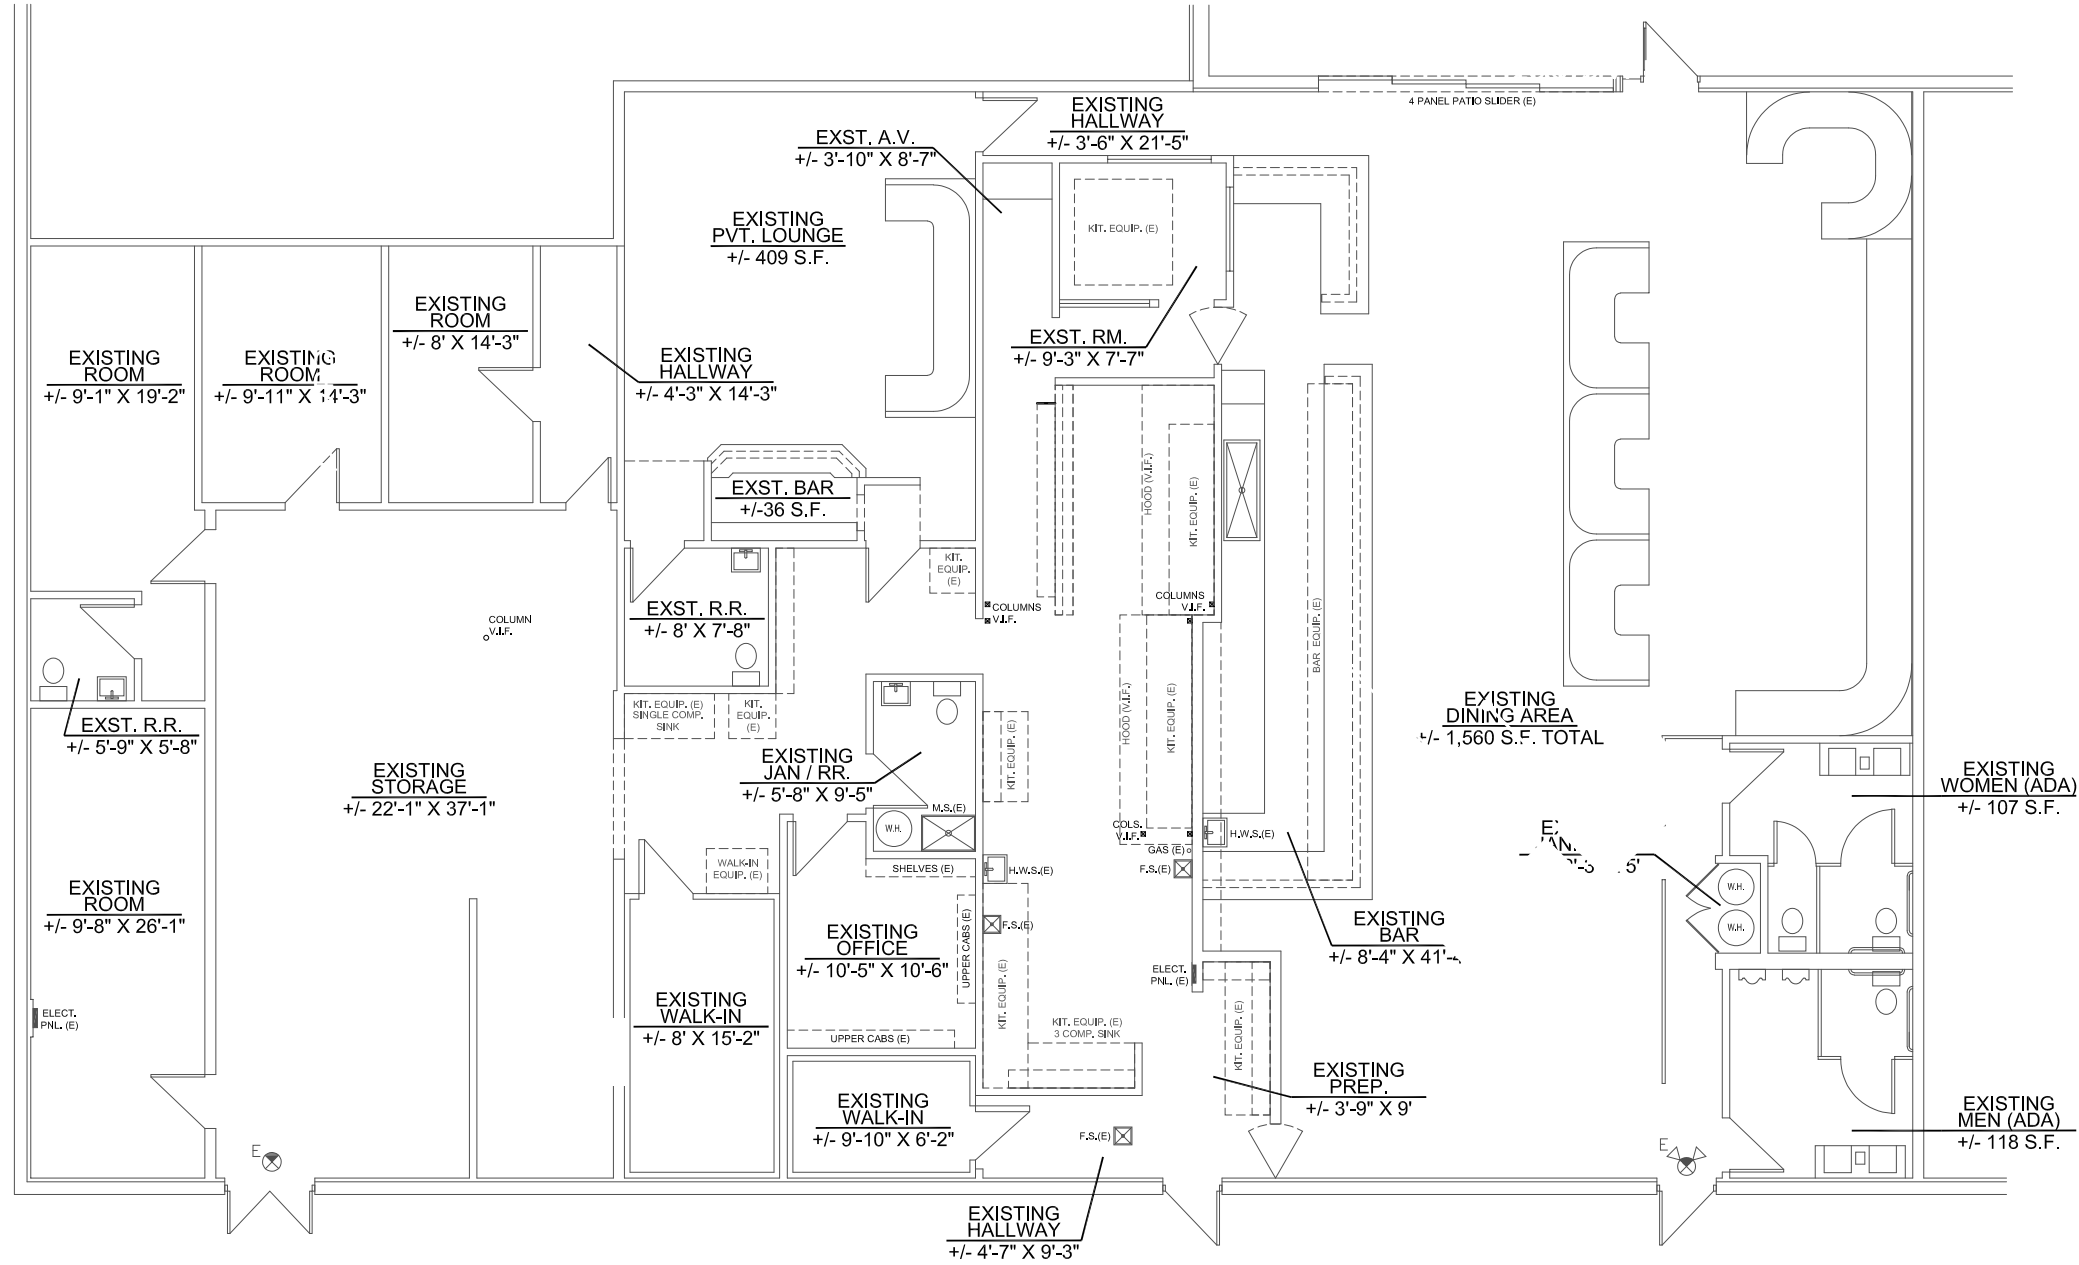 4 PANEL PATIO SLIDER (E)
EXISTING
HALLWAY
+/- 3'-6" X 21'-5"
EXST. A.V.
+/- 3'-10" X 8'-7"
EXISTING
PVT. LOUNGE
+/- 409 S.F.
KIT. EQUIP. (E)
EXISTING
ROOM
+/- 8' X 14'-3"
EXST. RM.
+/- 9'-3" X 7'-7"
EXISTING
ROOM
+/- 9'-1" X 19'-2"
EXISTING
ROOM
+/- 9'-11" X 14'-3"
EXISTING
HALLWAY
+/- 4'-3" X 14'-3"
EXST. BAR
+/-36 S.F.
HOOD (V.I.F.)
KIT. EQUIP. (E)
KIT.
EQUIP.
(E)
COLUMN
V.I.F.
EXST. R.R.
+/- 8' X 7'-8"
COLUMNS
V.I.F.
COLUMNS
V.I.F.
BAR EQUIP. (E)
KIT. EQUIP. (E)
SINGLE COMP.
SINK
KIT.
EQUIP.
(E)
HOOD (V.I.F.)
KIT. EQUIP. (E)
EXISTING
DINING AREA
+/- 1,560 S.F. TOTAL
EXST. R.R.
+/- 5'-9" X 5'-8"
KIT. EQUIP. (E)
EXISTING
JAN / RR.
+/- 5'-8" X 9'-5"
EXISTING
STORAGE
+/- 22'-1" X 37'-1"
EXISTING
WOMEN (ADA)
+/- 107 S.F.
M.S.(E)
W.H.
COLS.
V.I.F.
H.W.S.(E)
GAS (E)
F.S.(E)
WALK-IN
EQUIP. (E)
SHELVES (E)
H.W.S.(E)
W.H.
W.H.
EXISTING
ROOM
+/- 9'-8" X 26'-1"
EXISTING
OFFICE
+/- 10'-5" X 10'-6"
UPPER CABS (E)
F.S.(E)
EXISTING
BAR
+/- 8'-4" X 41'-
ELECT.
PNL. (E)
KIT. EQUIP. (E)
ELECT.
PNL. (E)
EXISTING
WALK-IN
+/- 8' X 15'-2"
UPPER CABS (E)
KIT. EQUIP. (E)
3 COMP. SINK
KIT. EQUIP. (E)
EXISTING
PREP.
+/- 3'-9" X 9'
EXISTING
WALK-IN
+/- 9'-10" X 6'-2"
EXISTING
MEN (ADA)
+/- 118 S.F.
F.S.(E)
E
E
EXISTING
HALLWAY
+/- 4'-7" X 9'-3"